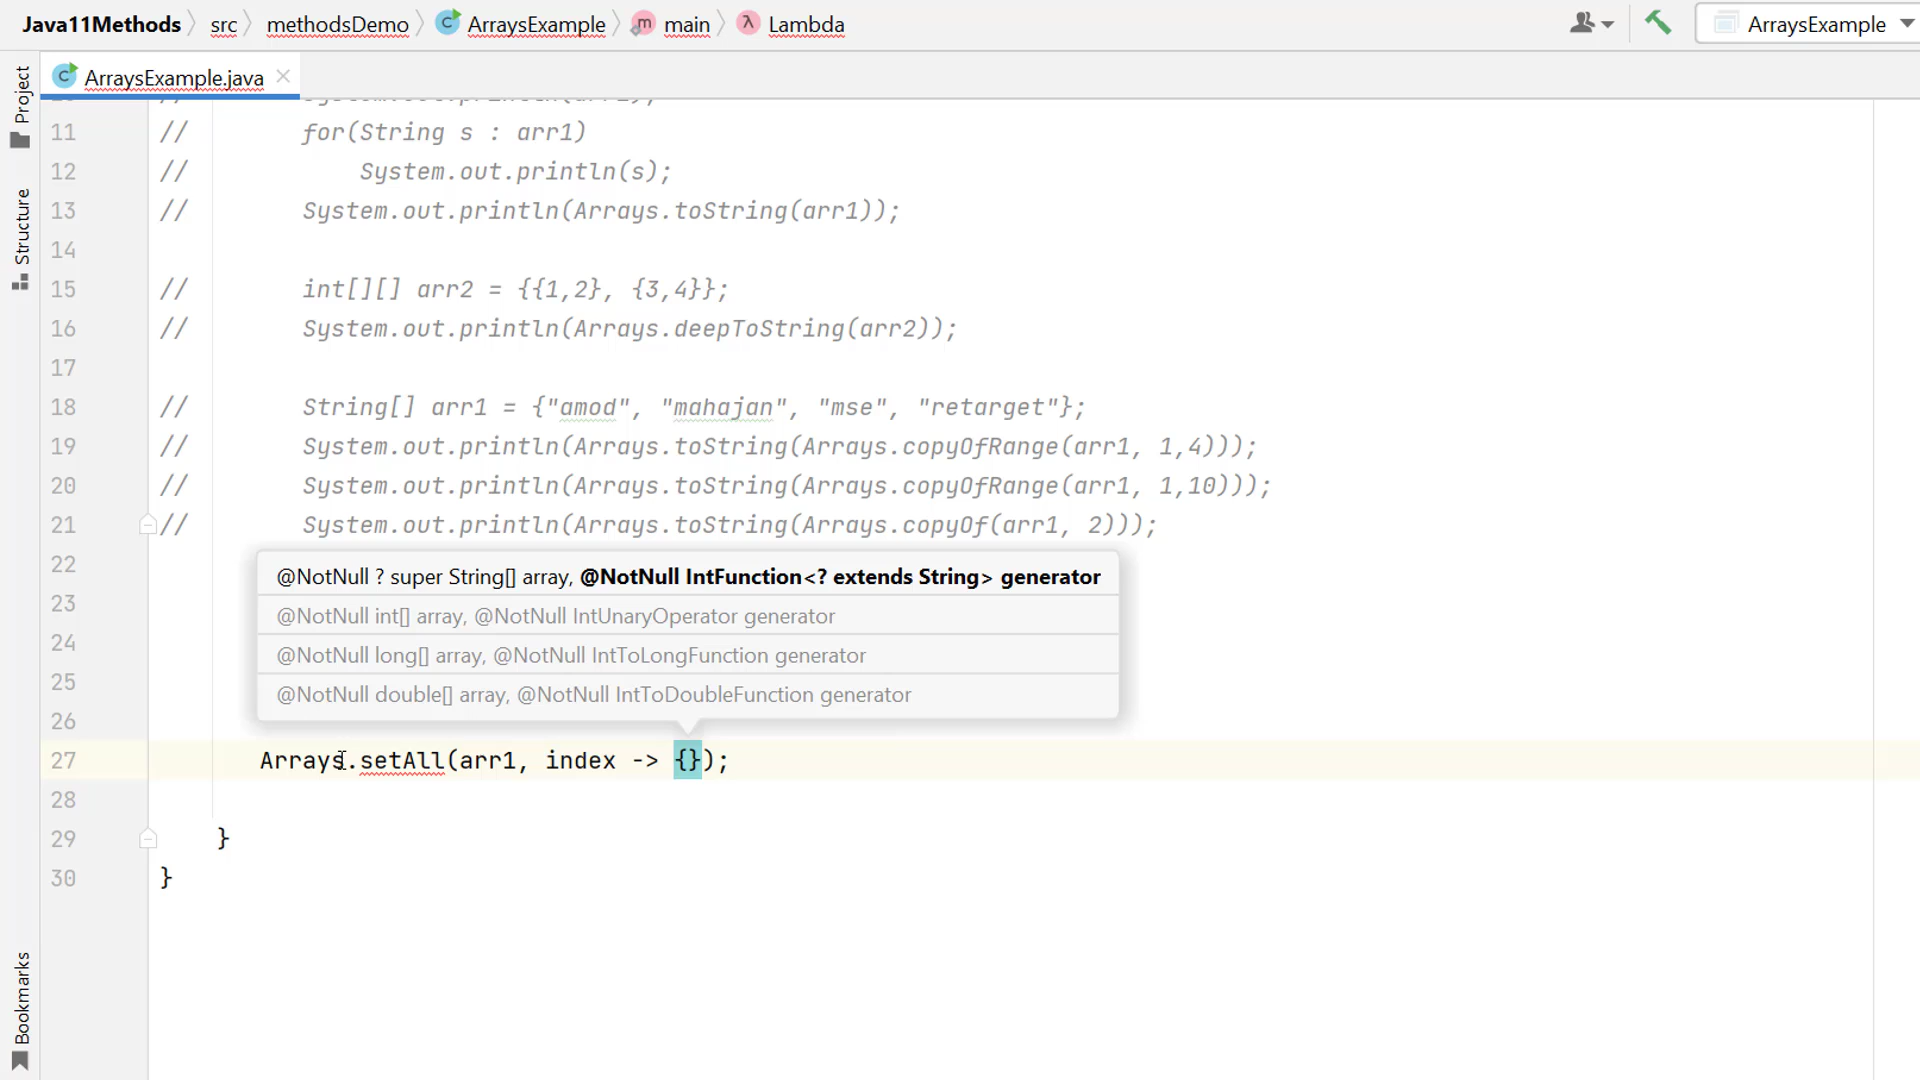 Java11Methods src methodsDemo ArraysExample main Lambda ArraysExample
ArraysExample.java
Project
Structure
Bookmarks
11 // for(String s : arr1)
12 // System.out.println(s);
13 // System.out.println(Arrays.toString(arr1));
14
15 // int[][] arr2 = {{1,2}, {3,4}};
16 // System.out.println(Arrays.deepToString(arr2));
17
18 // String[] arr1 = {"amod", "mahajan", "mse", "retarget"};
19 // System.out.println(Arrays.toString(Arrays.copyOfRange(arr1, 1,4)));
20 // System.out.println(Arrays.toString(Arrays.copyOfRange(arr1, 1,10)));
21 // System.out.println(Arrays.toString(Arrays.copyOf(arr1, 2)));
22
@NotNull ? super String[] array, @NotNull IntFunction<? extends String> generator
23
@NotNull int[] array, @NotNull IntUnaryOperator generator
24
@NotNull long[] array, @NotNull IntToLongFunction generator
25
@NotNull double[] array, @NotNull IntToDoubleFunction generator
26
27 Arrays.setAll(arr1, index -> {});
28
29 }
30 }